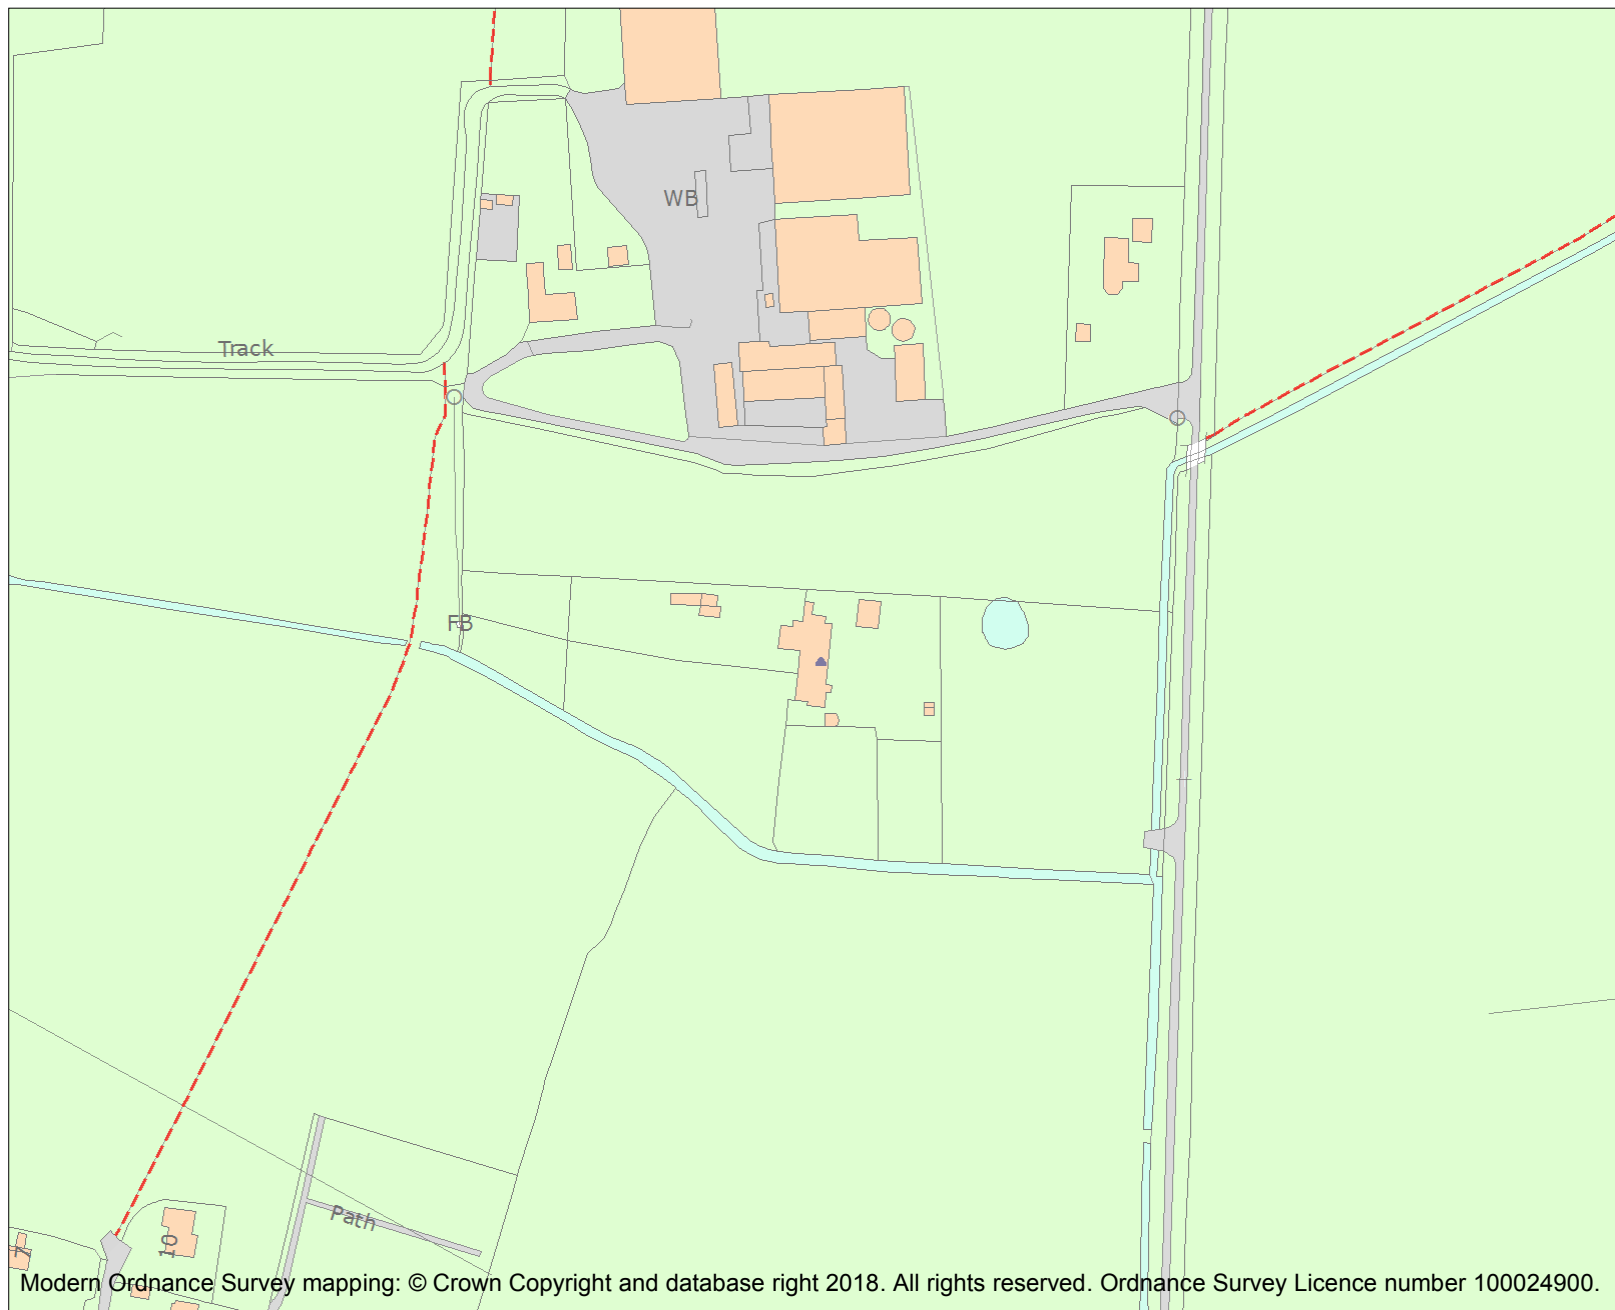 WB
Track
FB
Path
10
7
Modern Ordnance Survey mapping: © Crown Copyright and database right 2018. All rights reserved. Ordnance Survey Licence number 100024900.